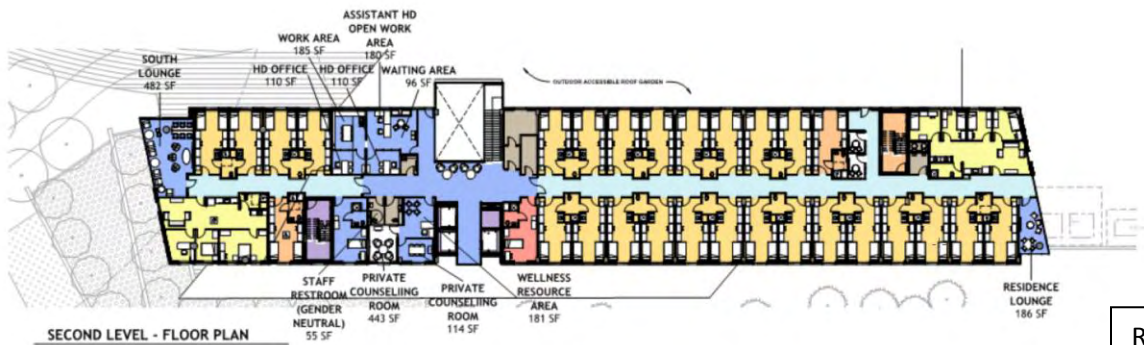 ASSISTANT HD
OPEN WORK
AREA
180 SF
WORK AREA
185 SF
SOUTH
LOUNGE
482 SF
HD OFFICE
110 SF
HD OFFICE
110 SF
WAITING AREA
96 SF
OUTDOOR ACCESSIBLE ROOF GARDEN
STAFF
RESTROOM
(GENDER
NEUTRAL)
55 SF
PRIVATE
COUNSELIING
ROOM
443 SF
PRIVATE
COUNSELIING
ROOM
114 SF
WELLNESS
RESOURCE
AREA
181 SF
RESIDENCE
LOUNGE
186 SF
SECOND LEVEL - FLOOR PLAN
R